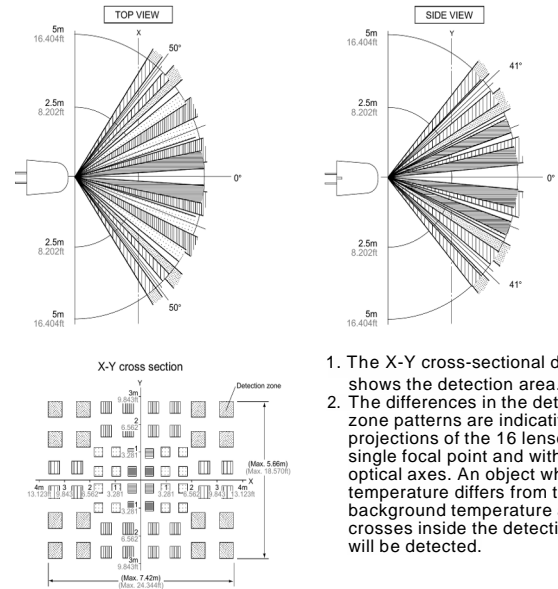 TOP VIEW
5m
16.404ft
X
50°
2.5m
8.202ft
0°
2.5m
8.202ft
5m
16.404ft
50°
SIDE VIEW
5m
16.404ft
Y
41°
2.5m
8.202ft
0°
2.5m
8.202ft
5m
16.404ft
41°
X-Y cross section
Y
3m
9.843ft
Detection zone
2
6.562
1
3.281
(Max. 5.66m)
(Max. 18.570ft)
4m 3 2 1 1 2 3 4m
X
13.123ft 9.843 6.562 3.281 3.281 6.562 9.843 13.123ft
1
3.281
2
6.562
3m
9.843ft
(Max. 7.42m)
(Max. 24.344ft)
1. The X-Y cross-sectional d
shows the detection area.
2. The differences in the det
zone patterns are indicati
projections of the 16 lense
single focal point and with
optical axes. An object wh
temperature differs from t
background temperature a
crosses inside the detecti
will be detected.